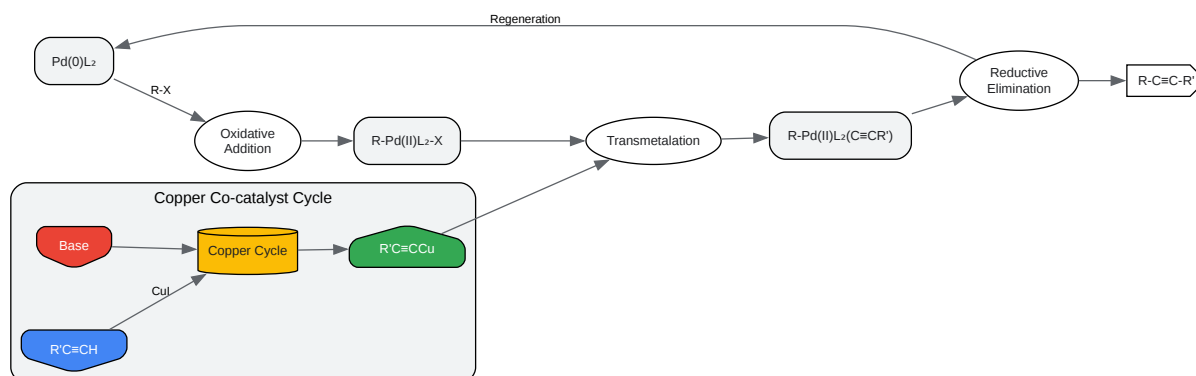 Regeneration
Pd(0)L₂
R-X
Oxidative
Addition
R-Pd(II)L₂-X
Transmetalation
R-Pd(II)L₂(C≡CR')
Reductive
Elimination
R-C≡C-R'
Copper Co-catalyst Cycle
Base
Copper Cycle
R'C≡CCu
CuI
R'C≡CH